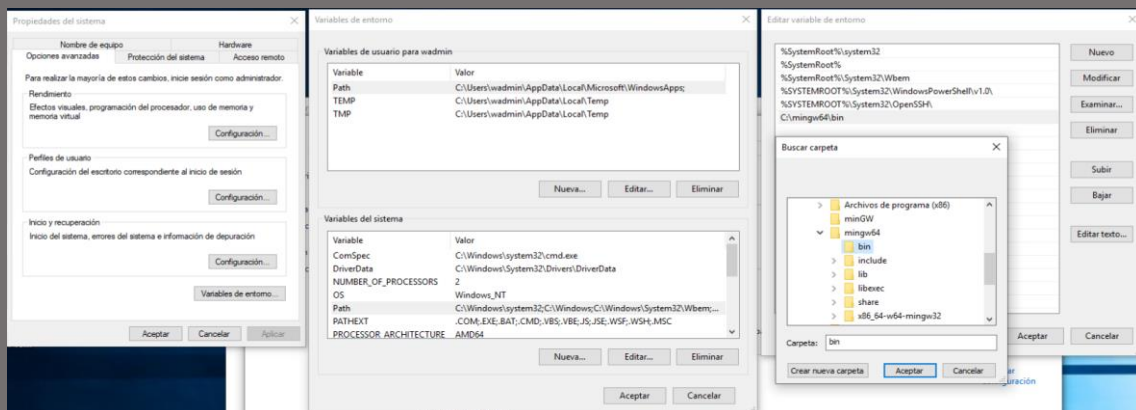 Propiedades del sistema
Nombre de equipo
Hardware
Opciones avanzadas
Protección del sistema
Acceso remoto
Para realizar la mayoría de estos cambios, inicie sesión como administrador.
Rendimiento
Efectos visuales, programación del procesador, uso de memoria y
memoria virtual
Configuración...
Perfiles de usuario
Configuración del escritorio correspondiente al inicio de sesión
Configuración...
Inicio y recuperación
Inicio del sistema, errores del sistema e información de depuración
Configuración...
Variables de entorno...
Aceptar
Cancelar
Aplicar
Variables de entorno
Variables de usuario para wadmin
Variable Valor
Path C:\Users\wadmin\AppData\Local\Microsoft\WindowsApps;
TEMP C:\Users\wadmin\AppData\Local\Temp
TMP C:\Users\wadmin\AppData\Local\Temp
Nueva...
Editar...
Eliminar
Variables del sistema
Variable Valor
ComSpec C:\Windows\system32\cmd.exe
DriverData C:\Windows\System32\Drivers\DriverData
NUMBER_OF_PROCESSORS 2
OS Windows_NT
Path C:\Windows\system32;C:\Windows;C:\Windows\System32\Wbem;...
PATHEXT .COM;.EXE;.BAT;.CMD;.VBS;.VBE;.JS;.JSE;.WSF;.WSH;.MSC
PROCESSOR_ARCHITECTURE AMD64
Nueva...
Editar...
Eliminar
Aceptar
Cancelar
Editar variable de entorno
%SystemRoot%\system32
%SystemRoot%
%SystemRoot%\System32\Wbem
%SYSTEMROOT%\System32\WindowsPowerShell\v1.0\
%SYSTEMROOT%\System32\OpenSSH\
C:\mingw64\bin
Nuevo
Modificar
Examinar...
Eliminar
Subir
Bajar
Editar texto...
Aceptar
Cancelar
Buscar carpeta
Archivos de programa (x86)
minGW
mingw64
bin
include
lib
libexec
share
x86_64-w64-mingw32
Carpeta: bin
Crear nueva carpeta
Aceptar
Cancelar